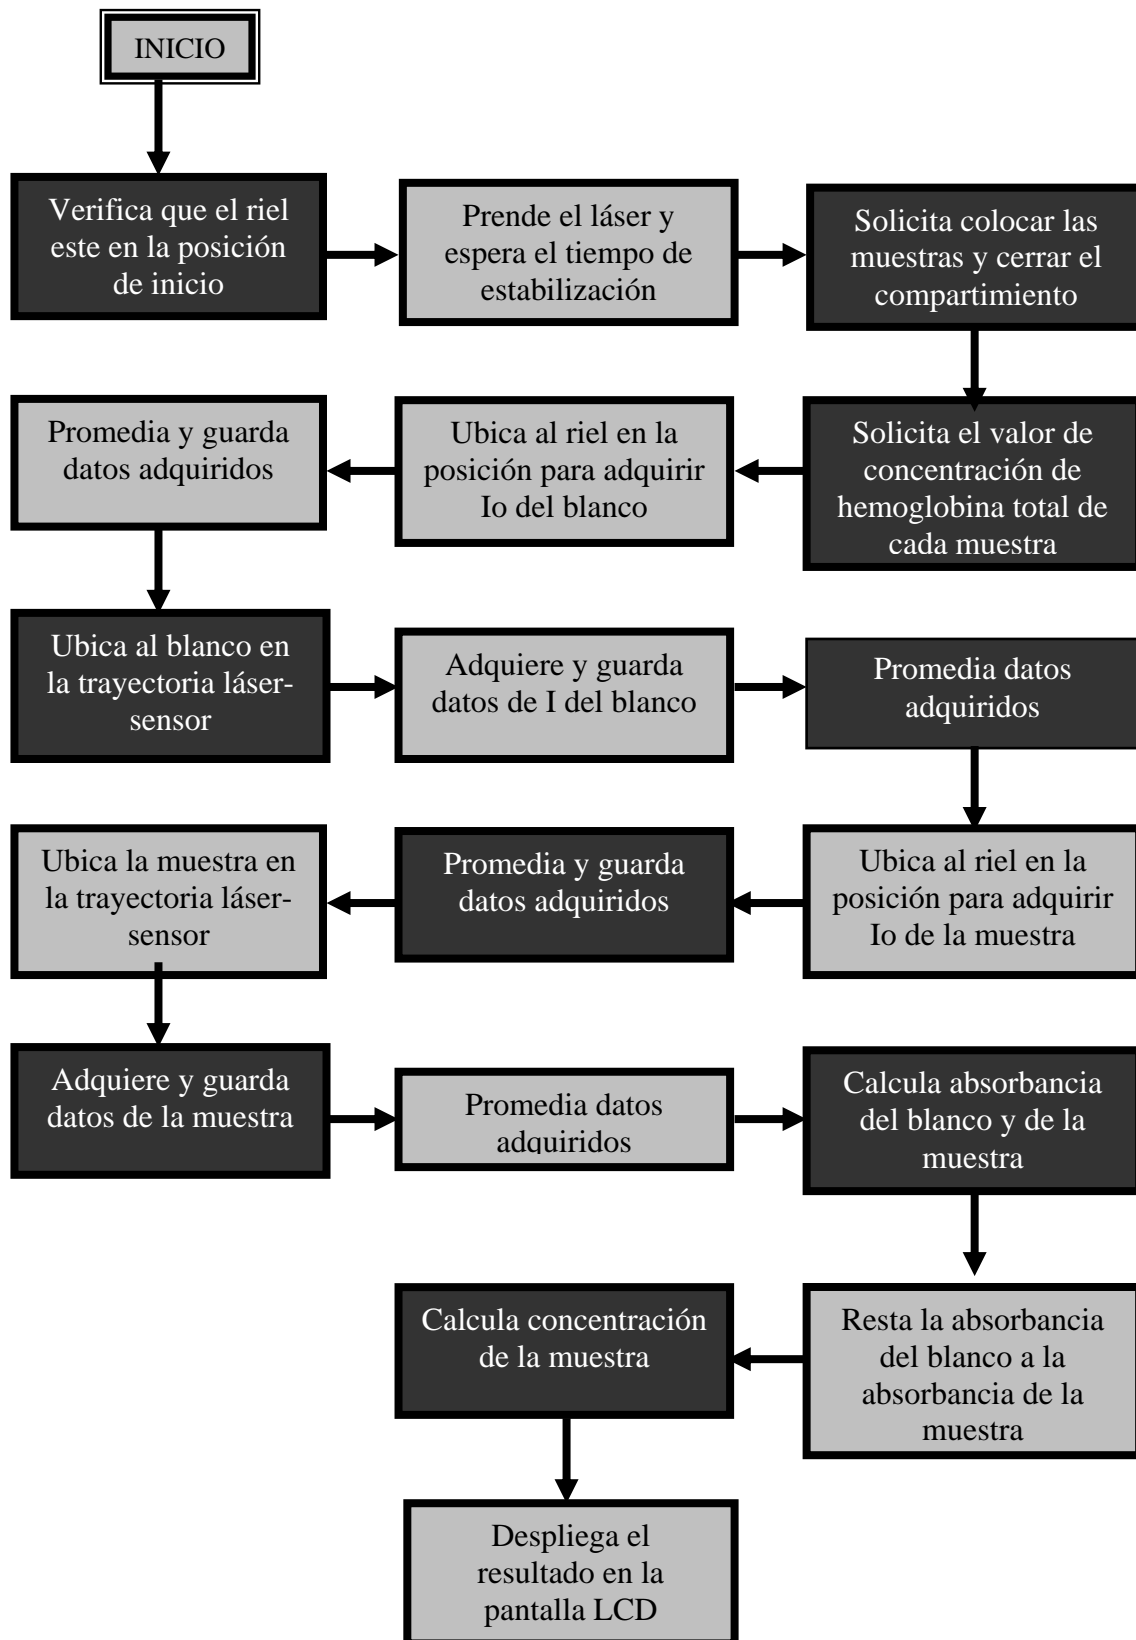 INICIO
Verifica que el riel
este en la posición
de inicio
Prende el láser y
espera el tiempo de
estabilización
Solicita colocar las
muestras y cerrar el
compartimiento
Solicita el valor de
concentración de
hemoglobina total de
cada muestra
Ubica al riel en la
posición para adquirir
Io del blanco
Promedia y guarda
datos adquiridos
Ubica al blanco en
la trayectoria láser-
sensor
Adquiere y guarda
datos de I del blanco
Promedia datos
adquiridos
Ubica al riel en la
posición para adquirir
Io de la muestra
Promedia y guarda
datos adquiridos
Ubica la muestra en
la trayectoria láser-
sensor
Adquiere y guarda
datos de la muestra
Promedia datos
adquiridos
Calcula absorbancia
del blanco y de la
muestra
Resta la absorbancia
del blanco a la
absorbancia de la
muestra
Calcula concentración
de la muestra
Despliega el
resultado en la
pantalla LCD